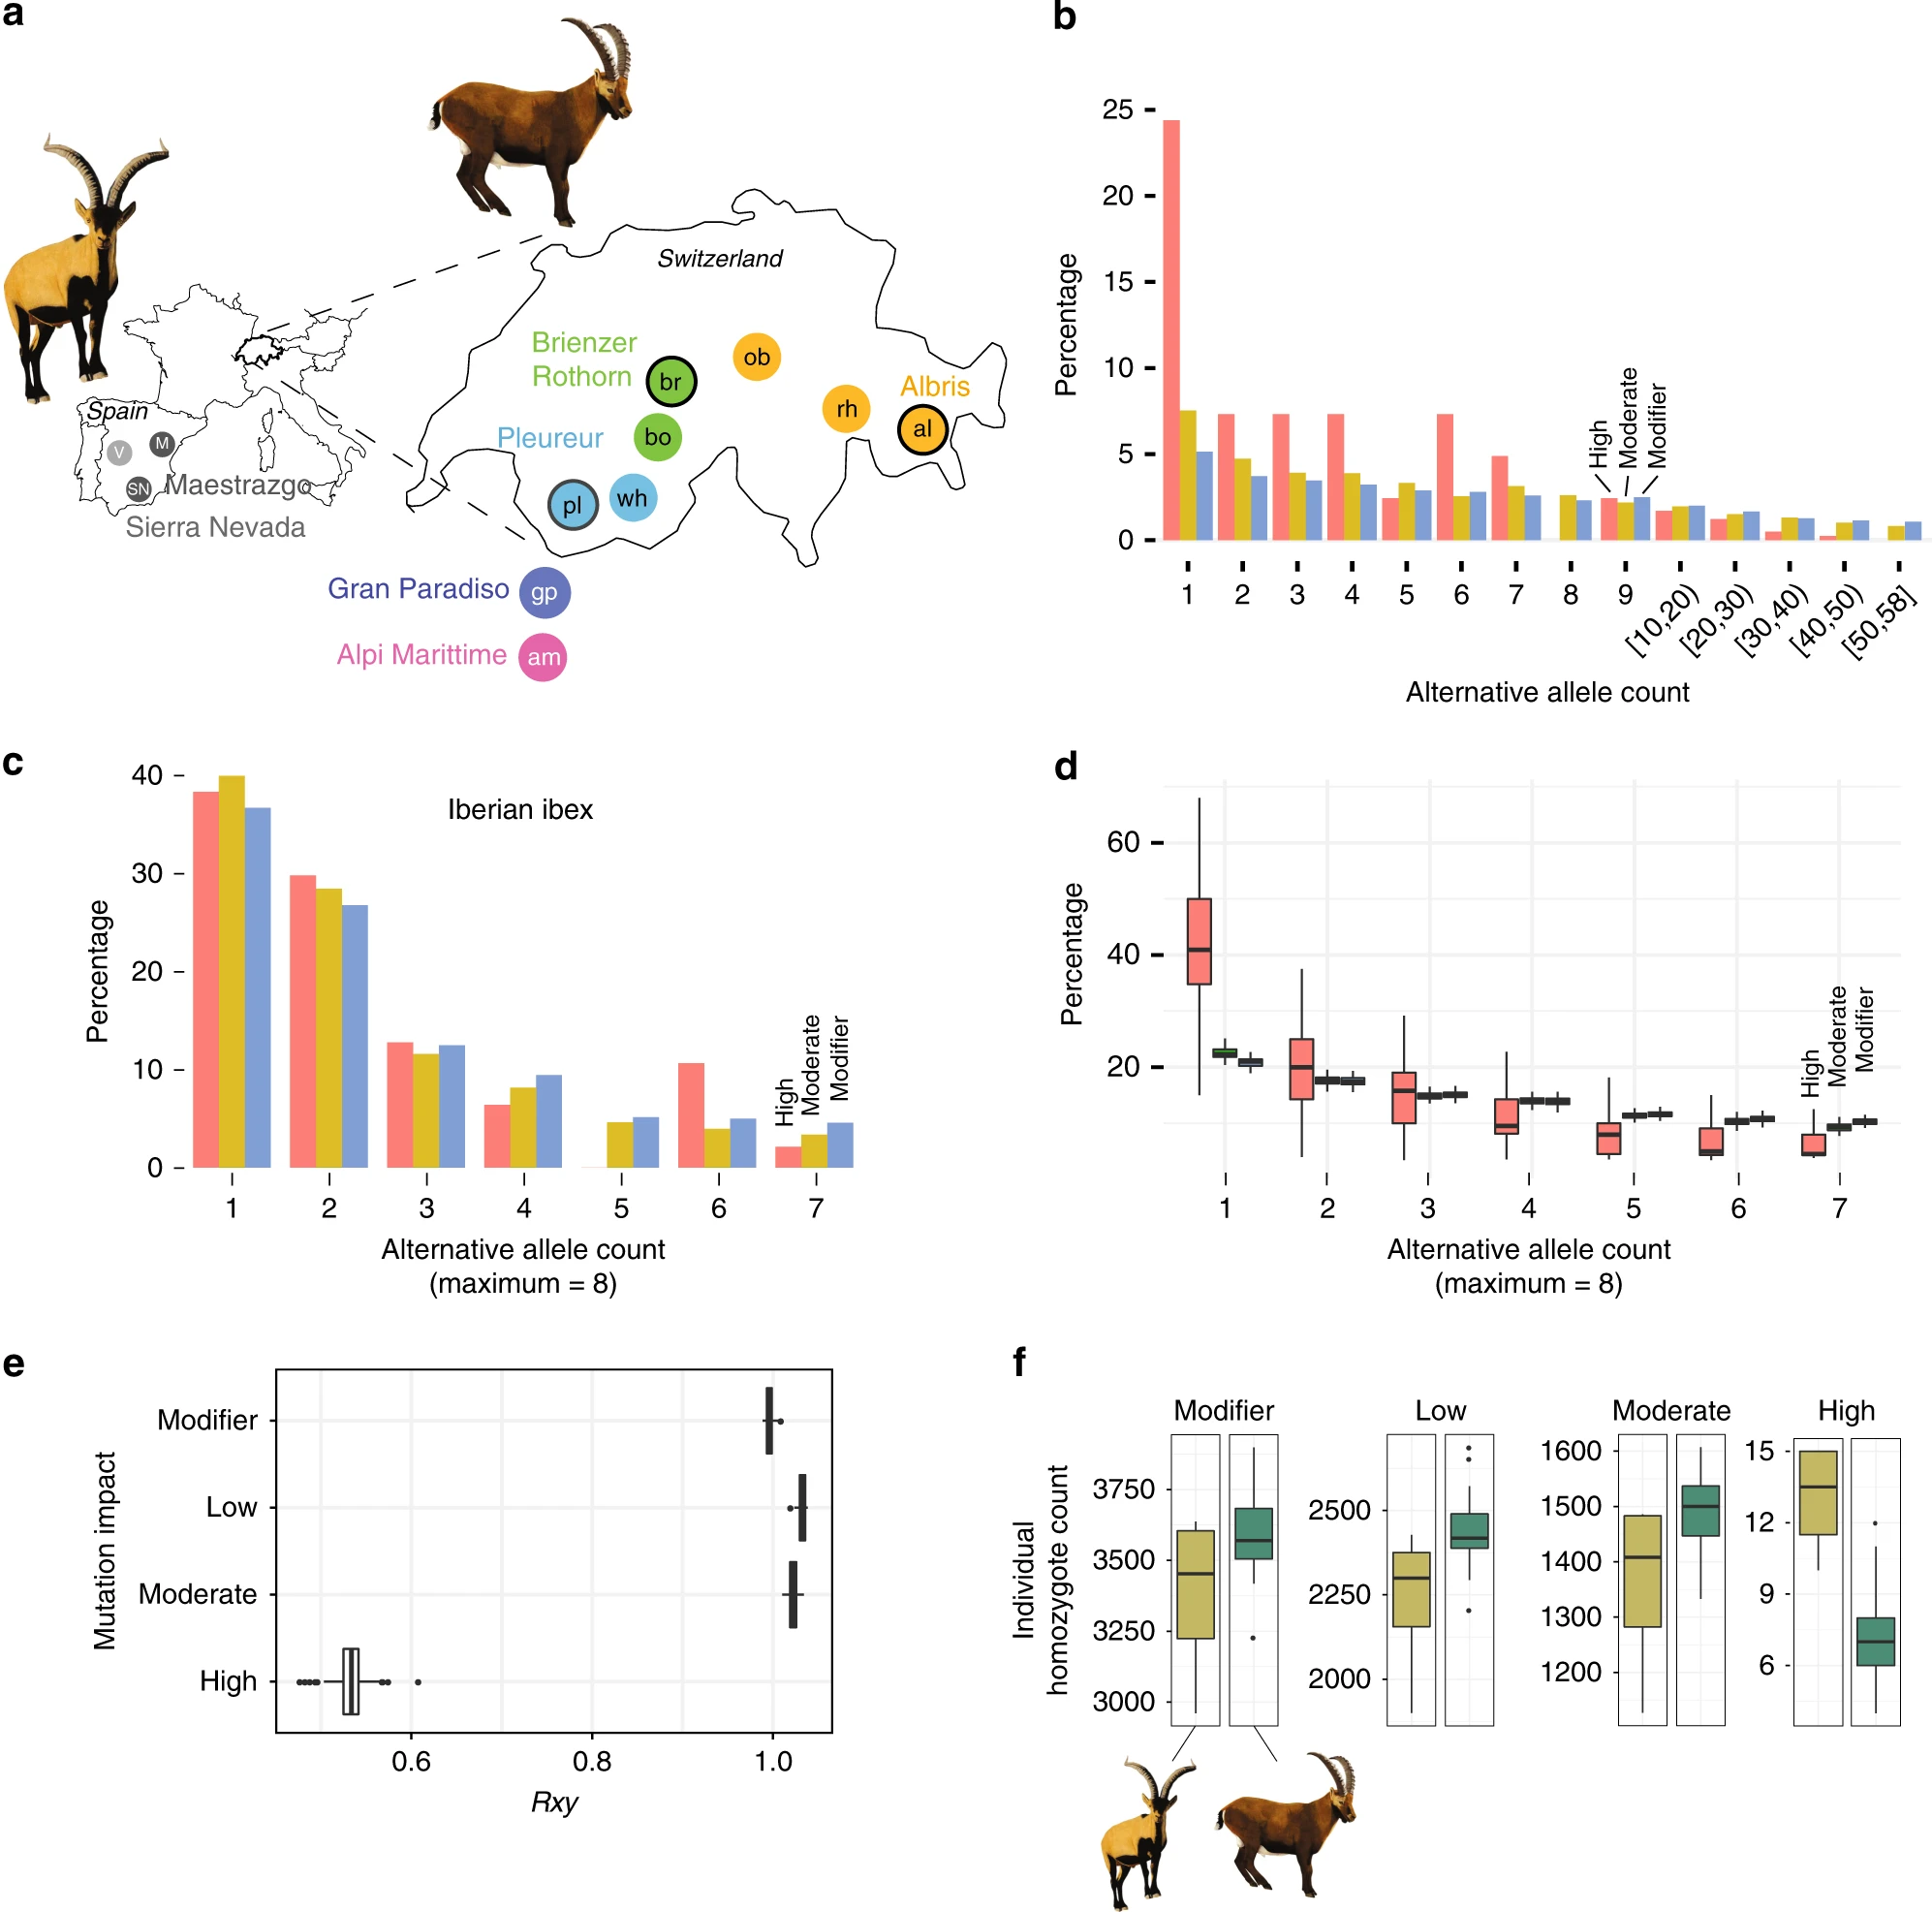 a
Switzerland
Brienzer
Rothorn
br
ob
rh
Albris
al
Pleureur
bo
pl
wh
Spain
V
M
SN
Maestrazgo
Sierra Nevada
Gran Paradiso
gp
Alpi Marittime
am
b
Percentage
25
20
15
10
5
0
High
Moderate
Modifier
1 2 3 4 5 6 7 8 9 [10,20) [20,30) [30,40) [40,50) [50,58]
Alternative allele count
c
Iberian ibex
Percentage
40
30
20
10
0
High
Moderate
Modifier
1 2 3 4 5 6 7
Alternative allele count
(maximum = 8)
d
Percentage
60
40
20
High
Moderate
Modifier
1 2 3 4 5 6 7
Alternative allele count
(maximum = 8)
e
Mutation impact
Modifier
Low
Moderate
High
0.6 0.8 1.0
Rxy
f
Individual
homozygote count
Modifier
3750
3500
3250
3000
Low
2500
2250
2000
Moderate
1600
1500
1400
1300
1200
High
15
12
9
6